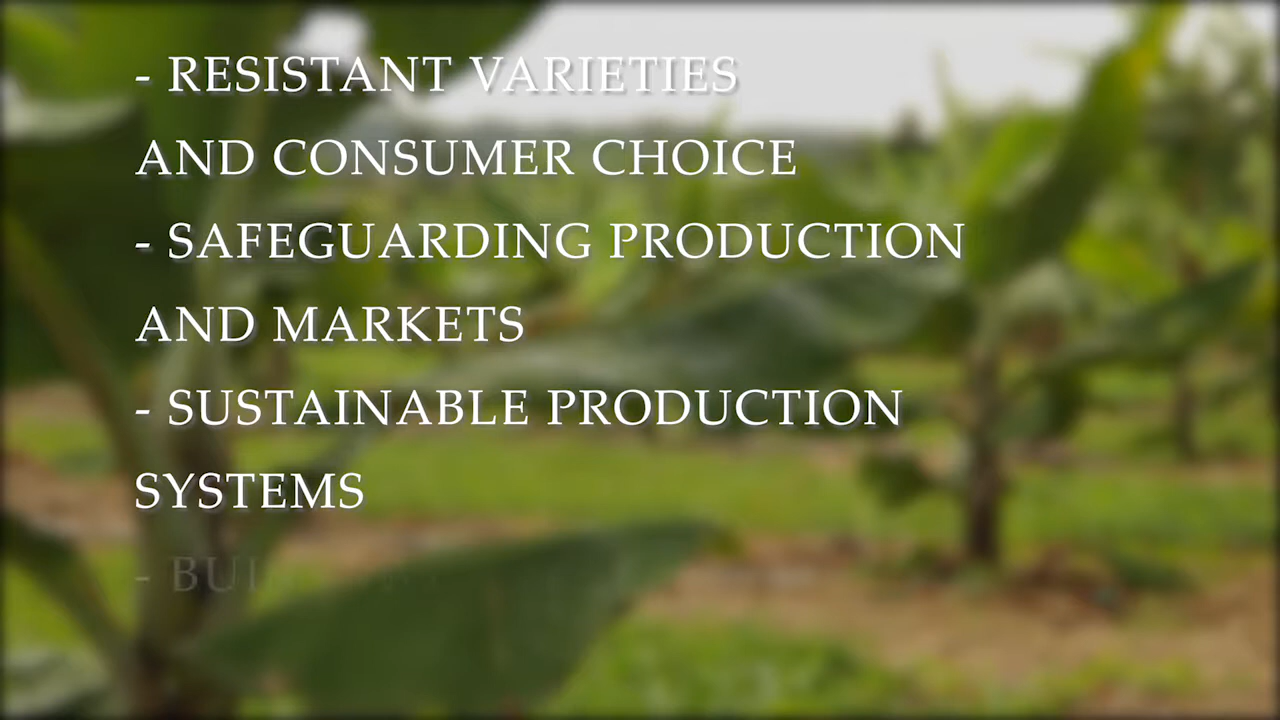 - RESISTANT VARIETIES
AND CONSUMER CHOICE
- SAFEGUARDING PRODUCTION
AND MARKETS
- SUSTAINABLE PRODUCTION
SYSTEMS